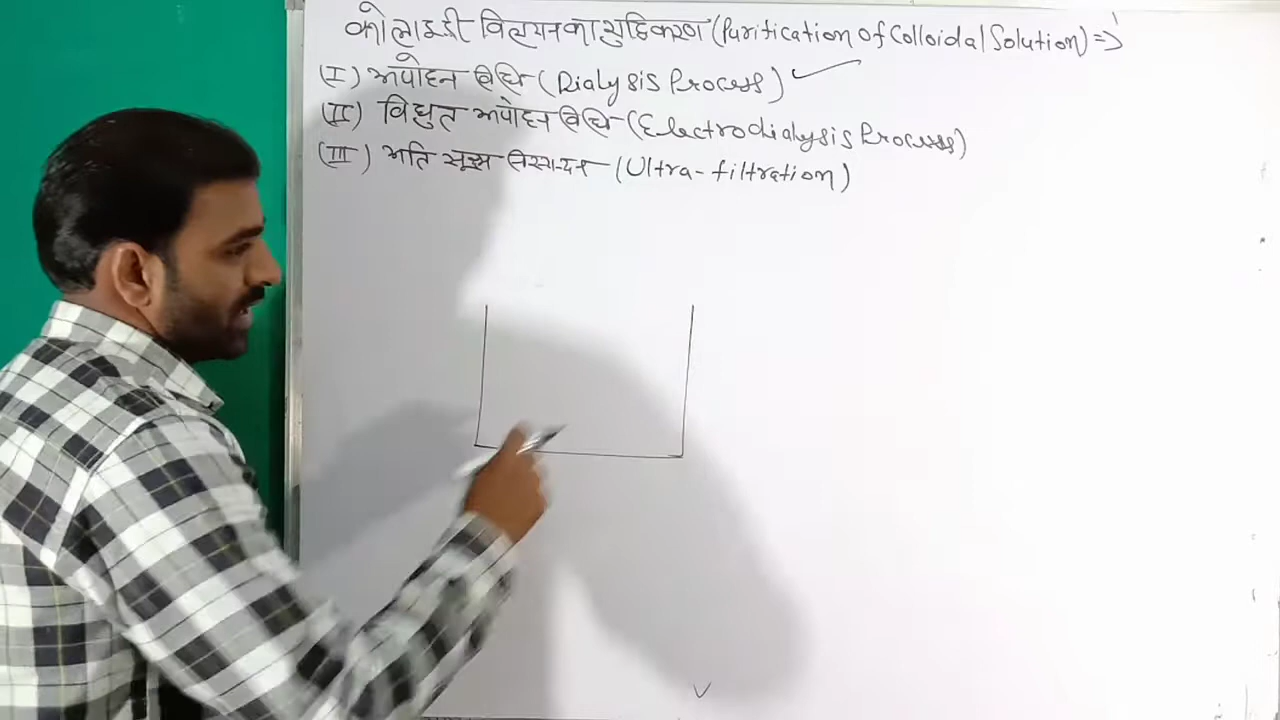 कोलाइडी विलयन का शुद्धिकरण (Purification of Colloidal Solution) =>
(I) अपोहन विधि (Dialysis Process) ✓
(II) विधुत अपोहन विधि (Electrodialysis Process)
(III) अति सूक्ष्म निस्यन्दन (Ultra-filtration)